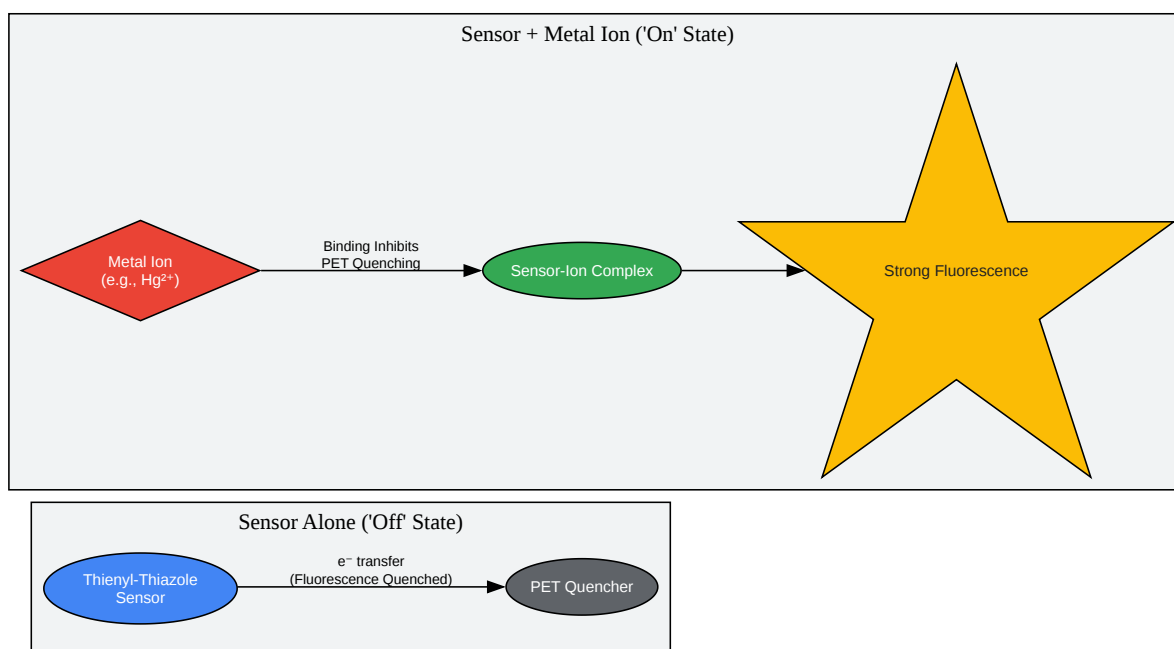 Sensor + Metal Ion ('On' State)
Metal Ion
(e.g., Hg²⁺)
Binding Inhibits
PET Quenching
Sensor-Ion Complex
Strong Fluorescence
Sensor Alone ('Off' State)
Thienyl-Thiazole
Sensor
e⁻ transfer
(Fluorescence Quenched)
PET Quencher